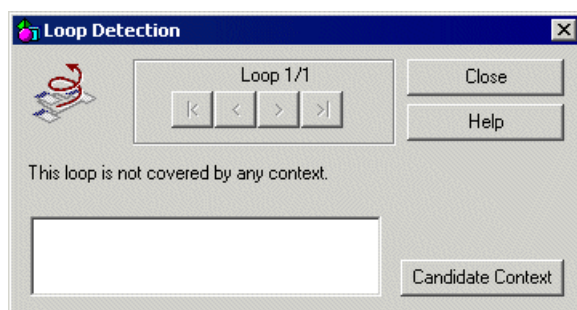 Loop Detection
Loop 1/1
|< < > >|
Close
Help
This loop is not covered by any context.
Candidate Context